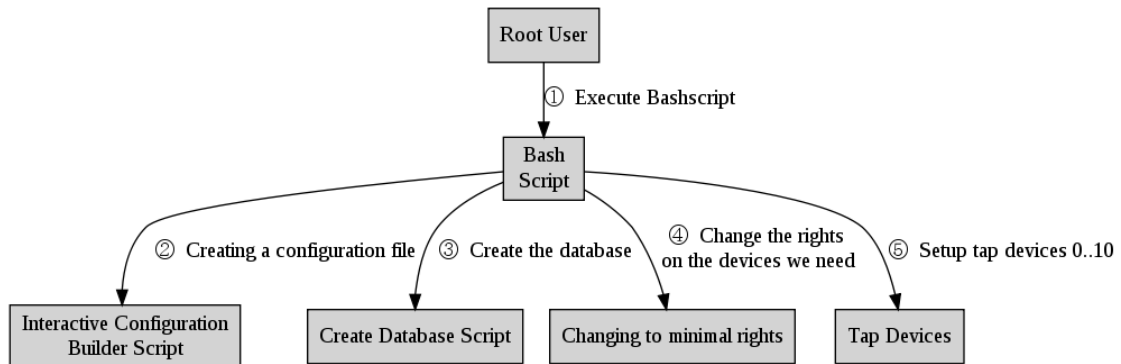 Root User
① Execute Bashscript
Bash
Script
② Creating a configuration file
③ Create the database
④ Change the rights
on the devices we need
⑤ Setup tap devices 0..10
Interactive Configuration
Builder Script
Create Database Script
Changing to minimal rights
Tap Devices